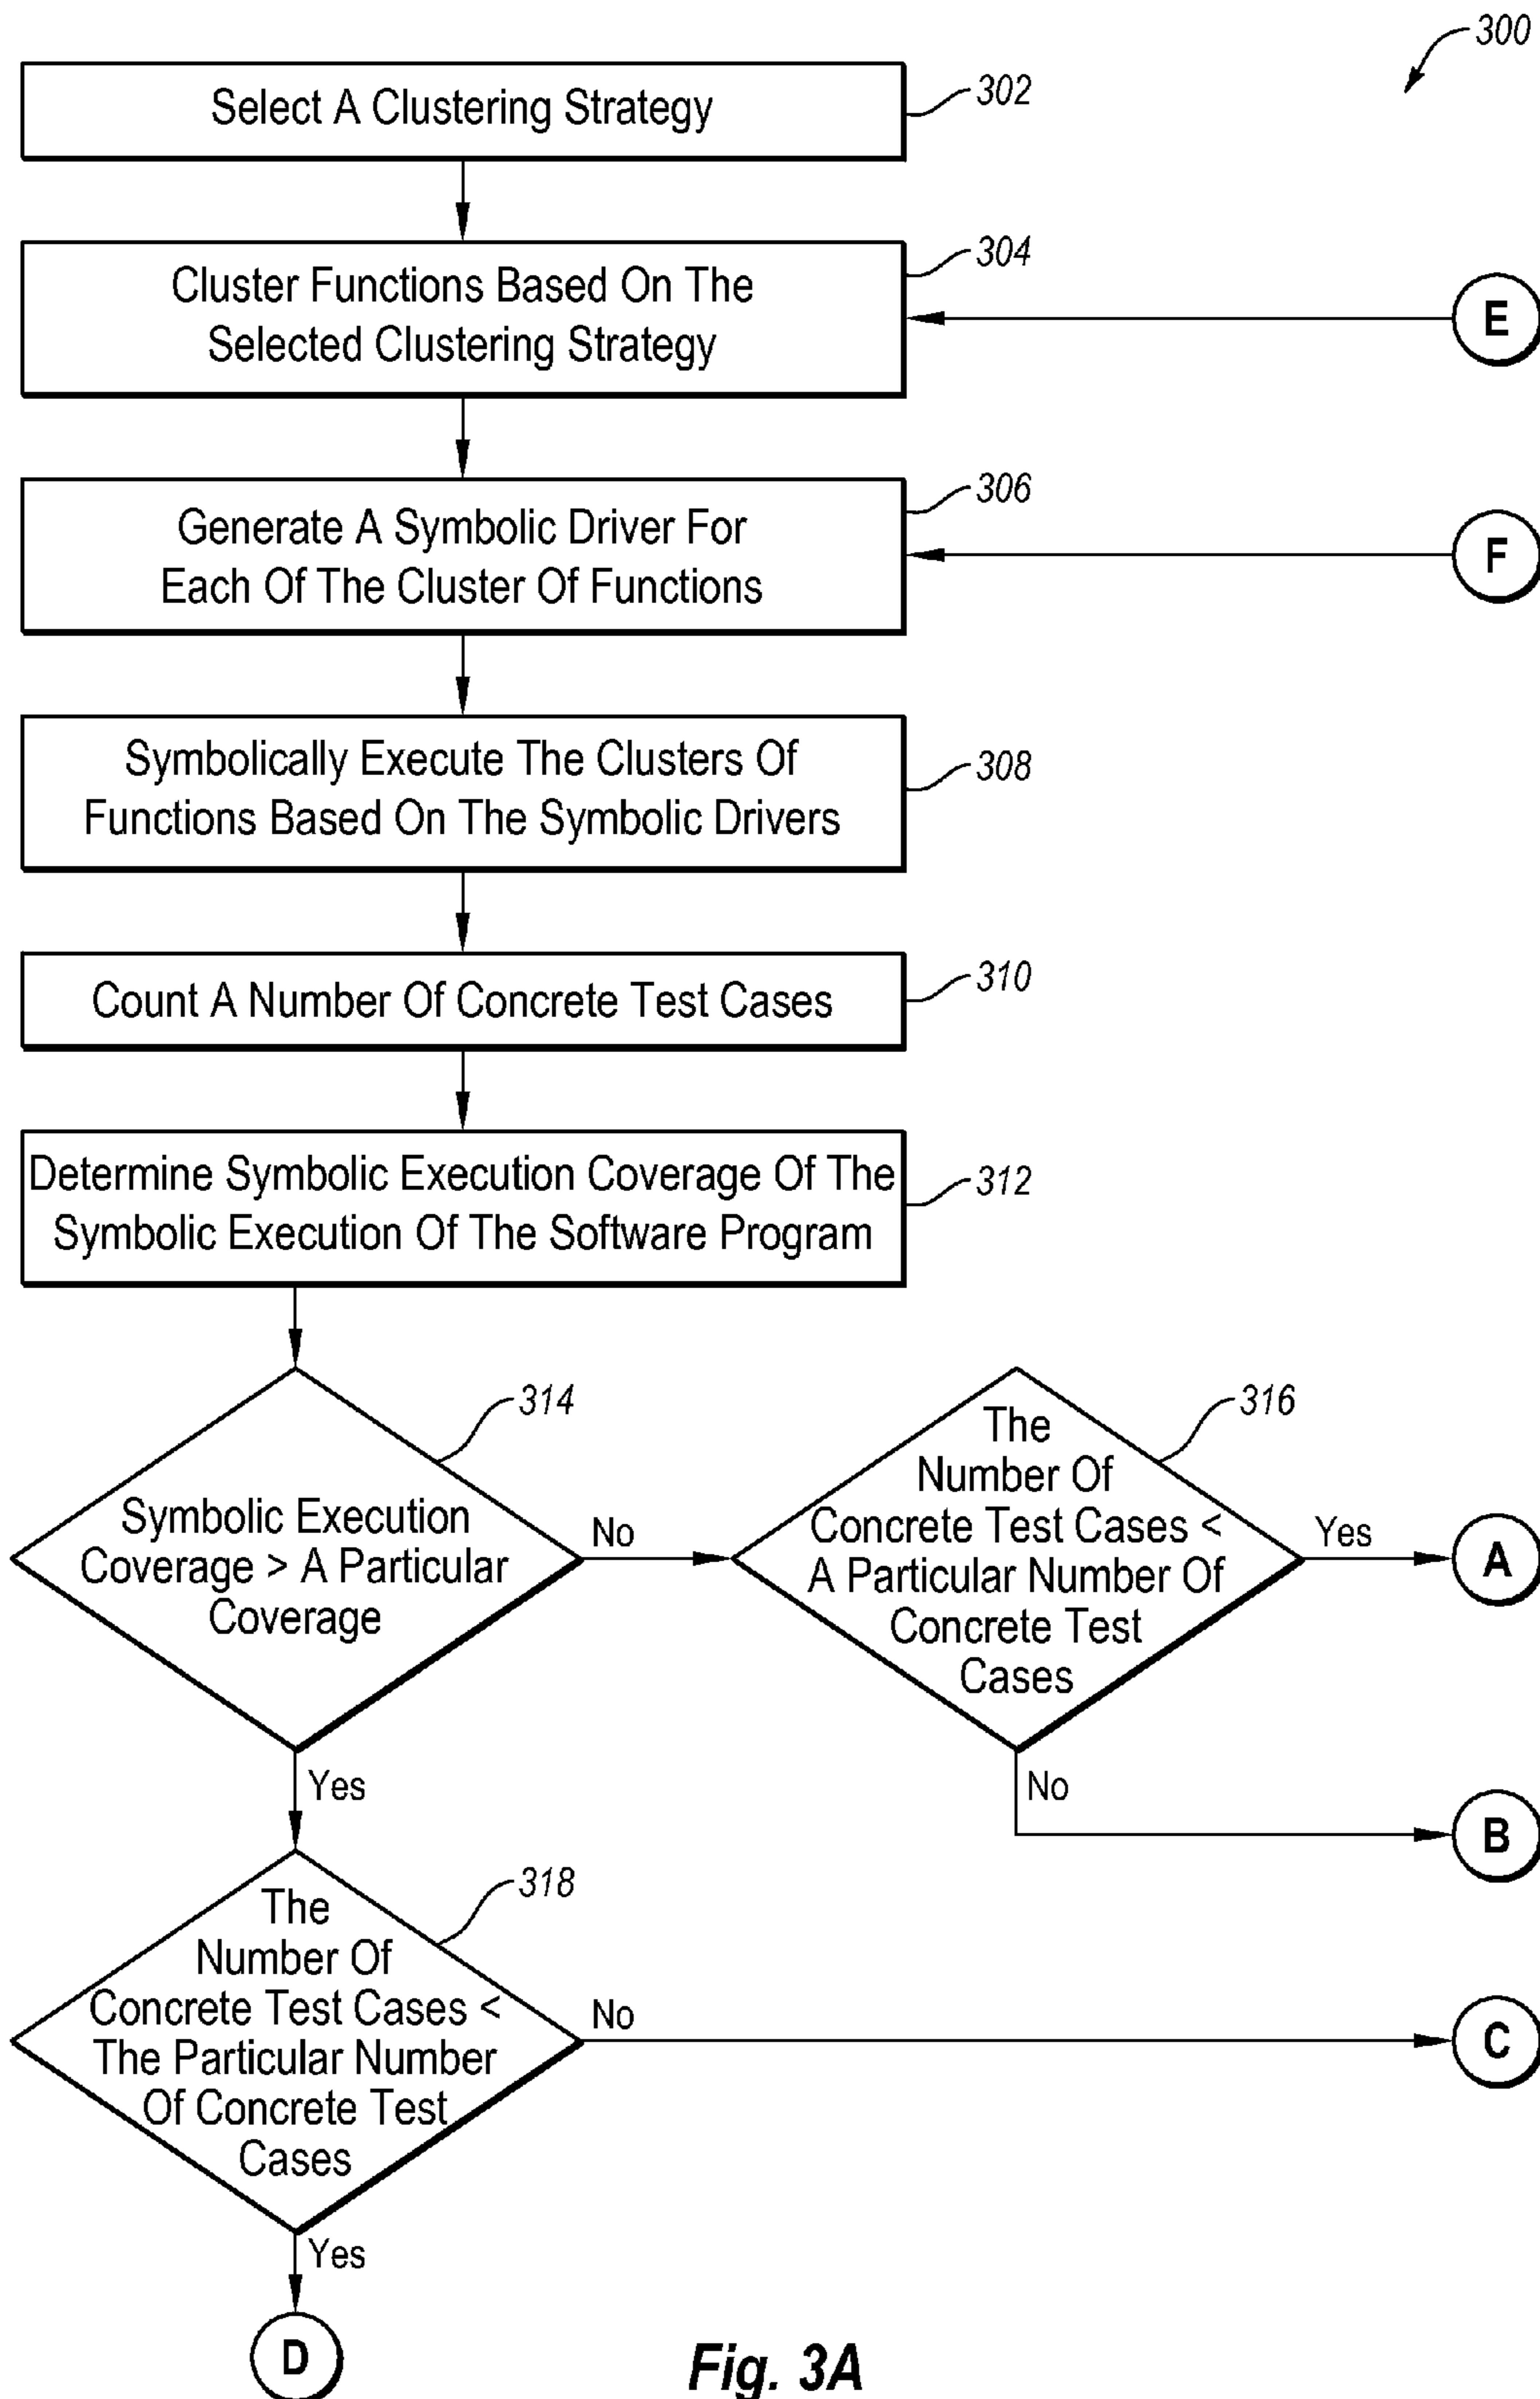 300
Select A Clustering Strategy
302
Cluster Functions Based On The
Selected Clustering Strategy
304
E
Generate A Symbolic Driver For
Each Of The Cluster Of Functions
306
F
Symbolically Execute The Clusters Of
Functions Based On The Symbolic Drivers
308
Count A Number Of Concrete Test Cases
310
Determine Symbolic Execution Coverage Of The
Symbolic Execution Of The Software Program
312
314
Symbolic Execution
Coverage > A Particular
Coverage
No
Yes
316
The
Number Of
Concrete Test Cases <
A Particular Number Of
Concrete Test
Cases
Yes
A
No
B
318
The
Number Of
Concrete Test Cases <
The Particular Number
Of Concrete Test
Cases
No
C
Yes
D
Fig. 3A